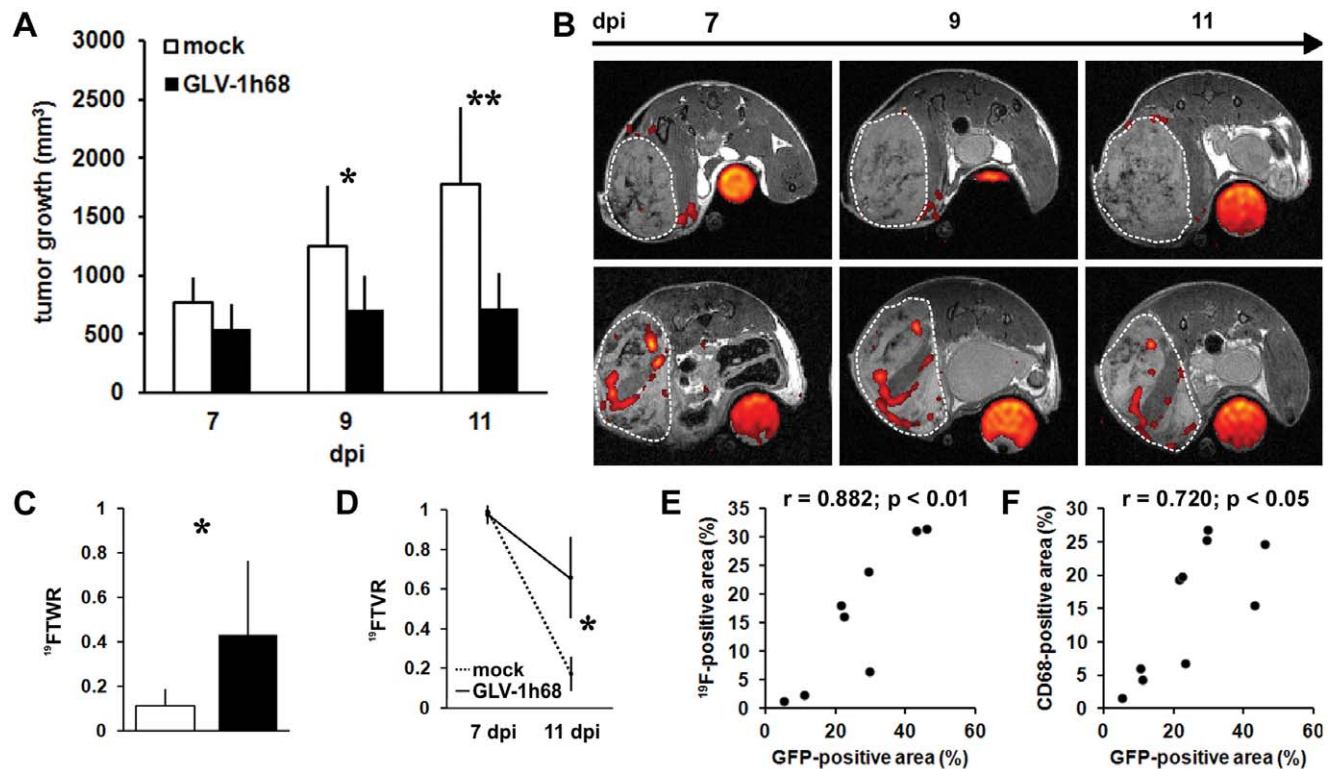 A
3000
2500
2000
1500
1000
500
0
tumor growth (mm³)
mock
GLV-1h68
*
**
7 9 11
dpi
B
dpi 7 9 11
C
1
0.8
0.6
0.4
0.2
0
¹⁹FTWR
*
D
1
0.8
0.6
0.4
0.2
0
¹⁹FTVR
*
mock
GLV-1h68
7 dpi 11 dpi
E
r = 0.882; p < 0.01
35
30
25
20
15
10
5
0
¹⁹F-positive area (%)
0 20 40 60
GFP-positive area (%)
F
r = 0.720; p < 0.05
30
25
20
15
10
5
0
CD68-positive area (%)
0 20 40 60
GFP-positive area (%)